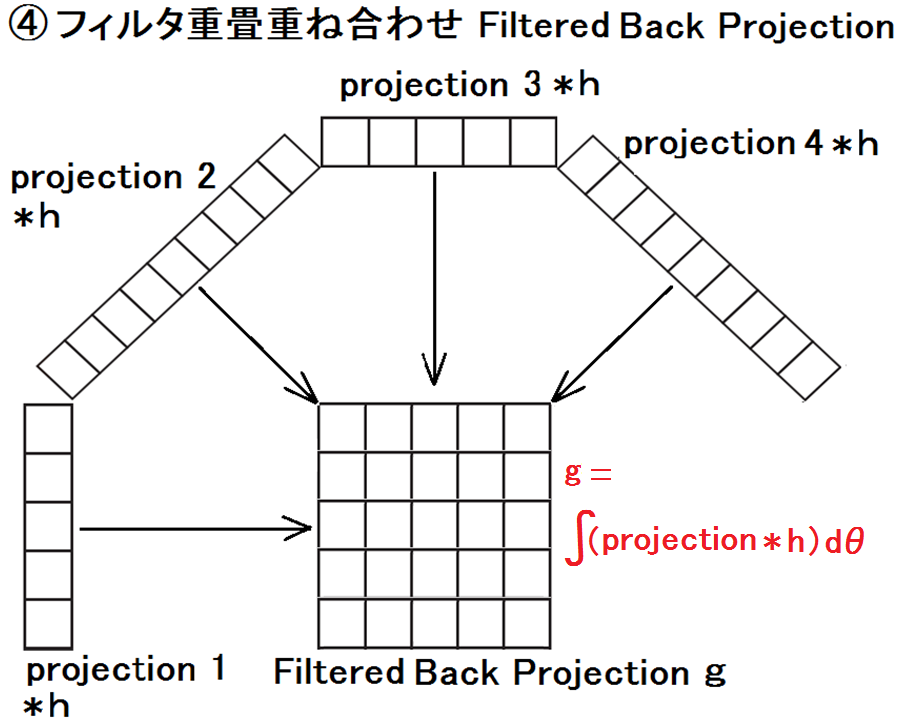 ④フィルタ重畳重ね合わせ Filtered Back Projection
projection 3 *h
projection 4 *h
projection 2
*h
g =
∫(projection *h) dθ
projection 1
*h
Filtered Back Projection g